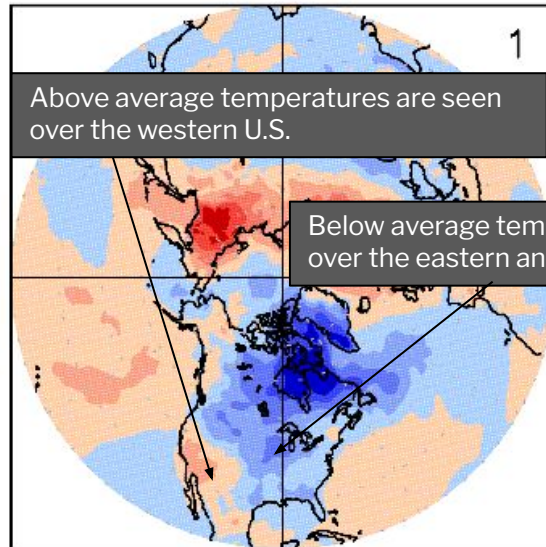 1
Above average temperatures are seen
over the western U.S.
Below average tem
over the eastern an